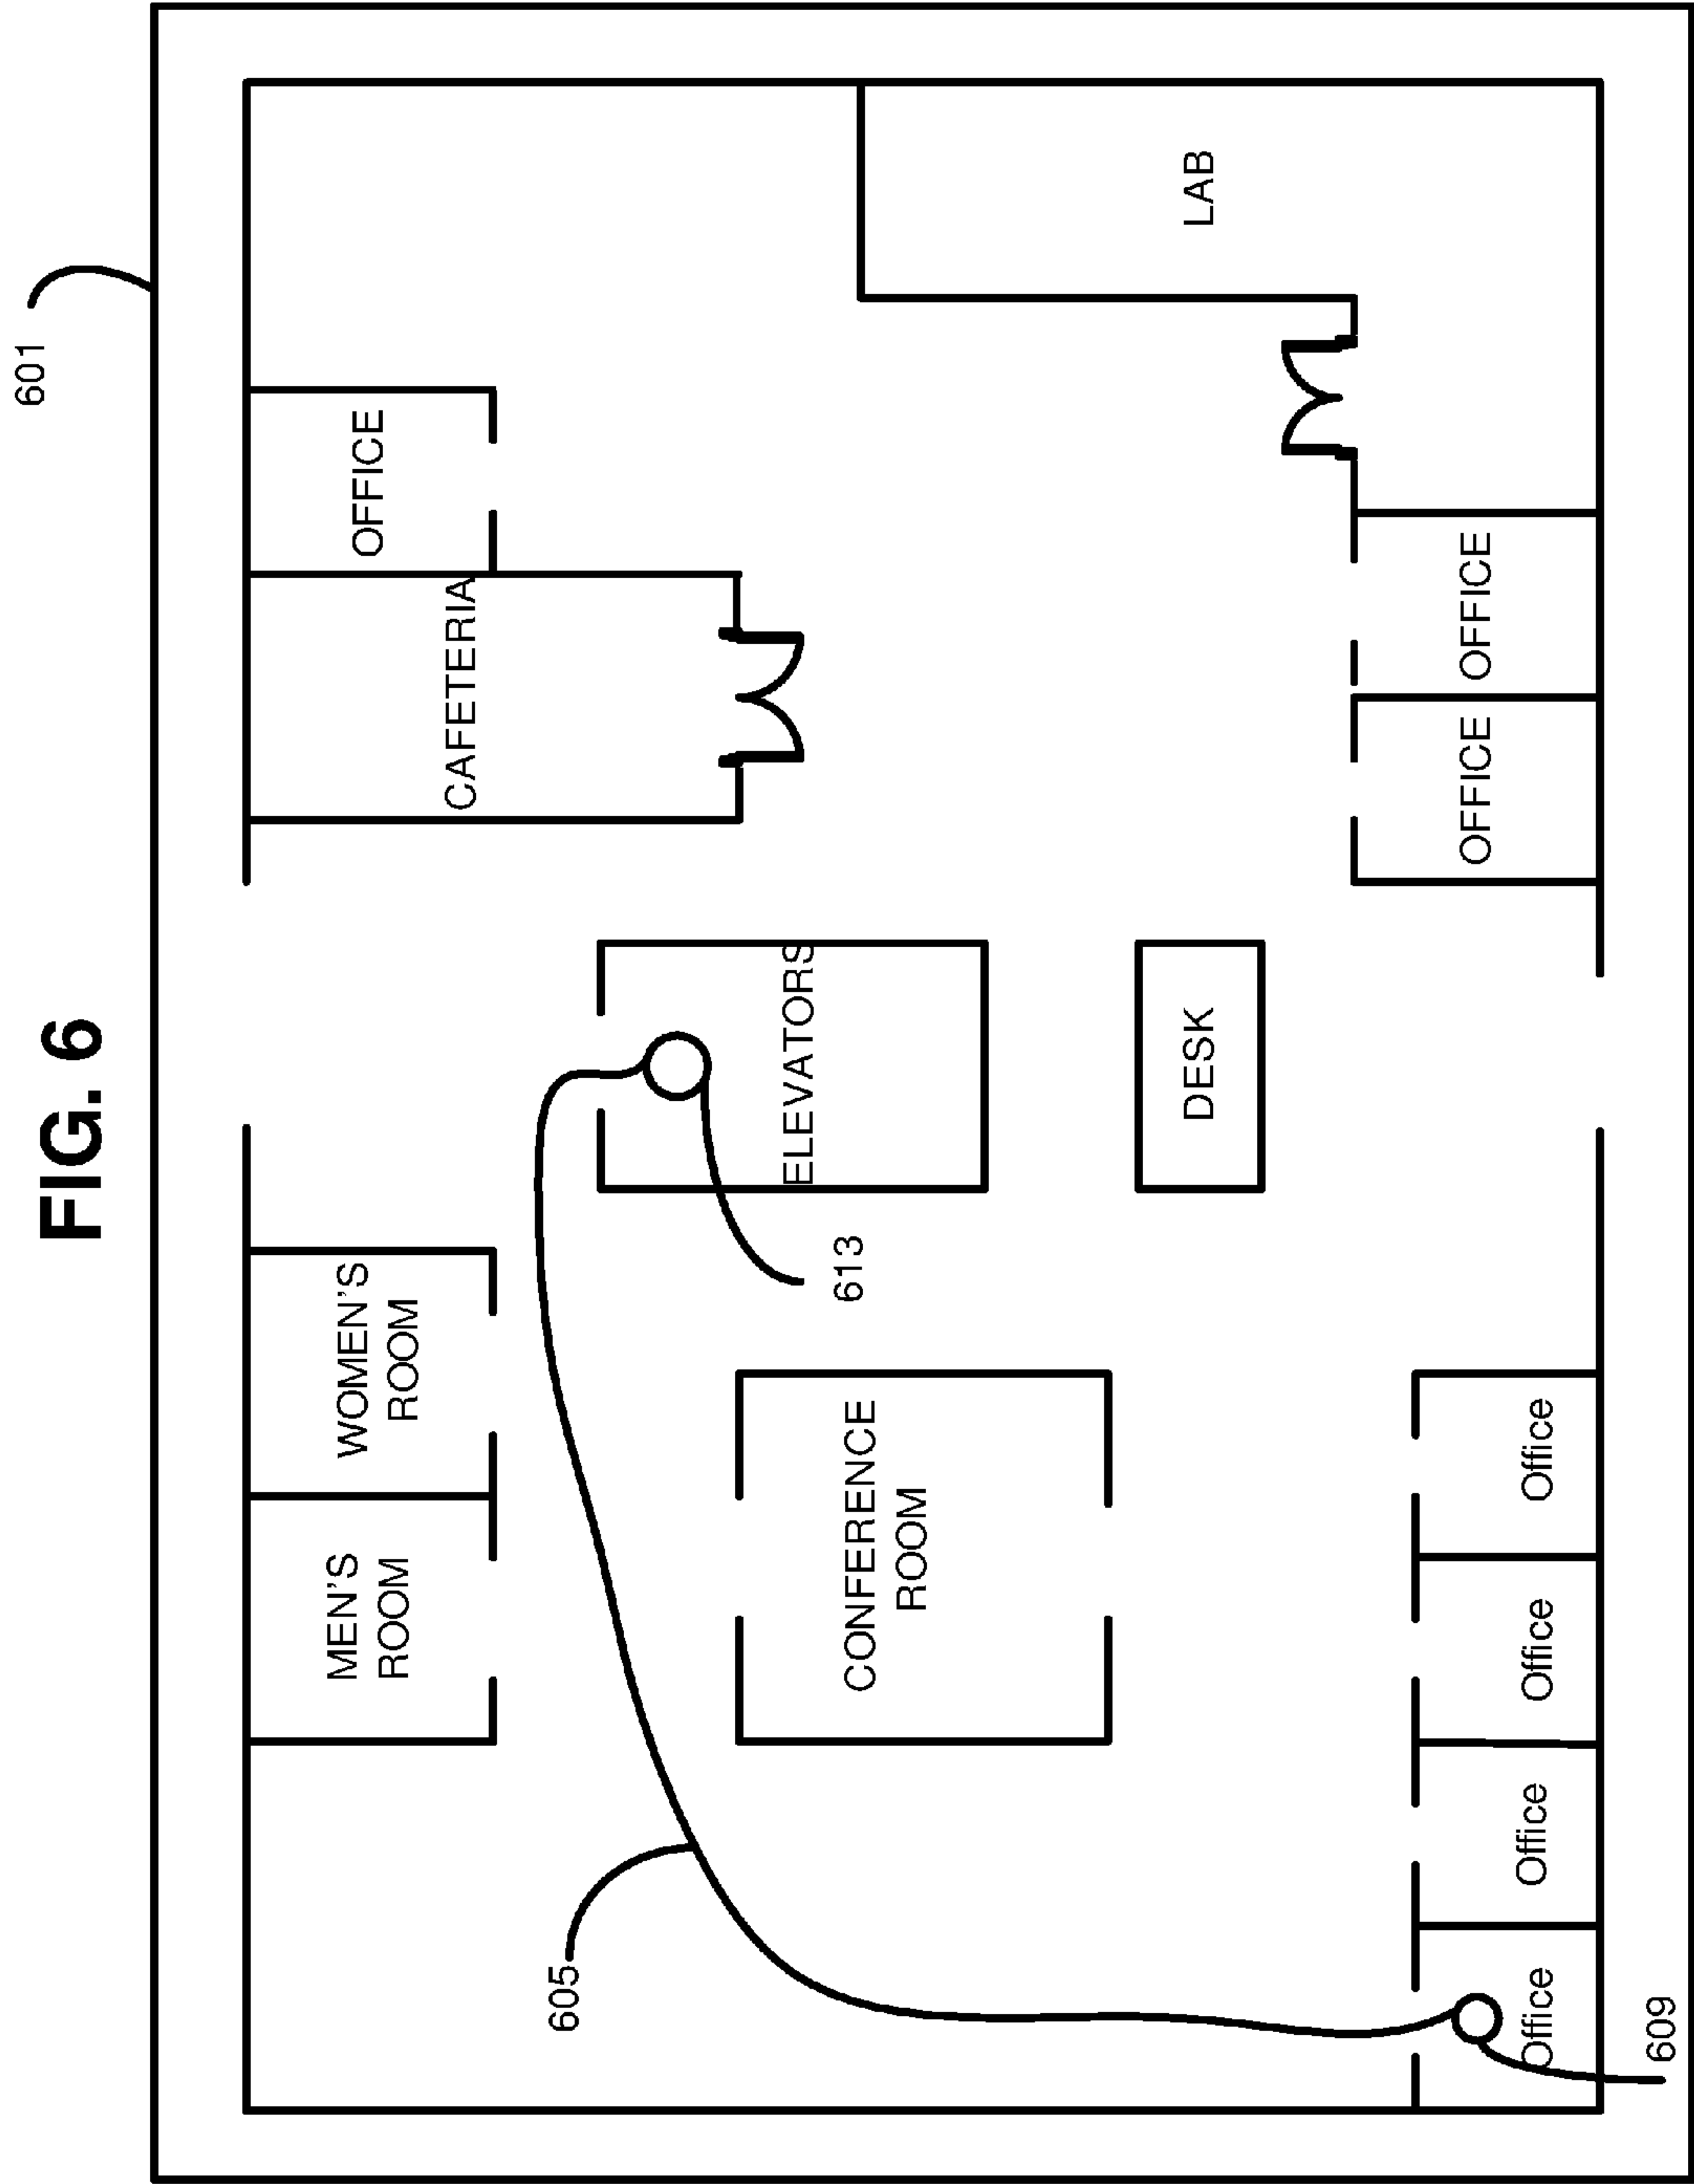 601
FIG. 6
MEN'S
ROOM
WOMEN'S
ROOM
CAFETERIA
OFFICE
605
ELEVATORS
613
CONFERENCE
ROOM
DESK
LAB
OFFICE
OFFICE
Office
Office
Office
Office
609